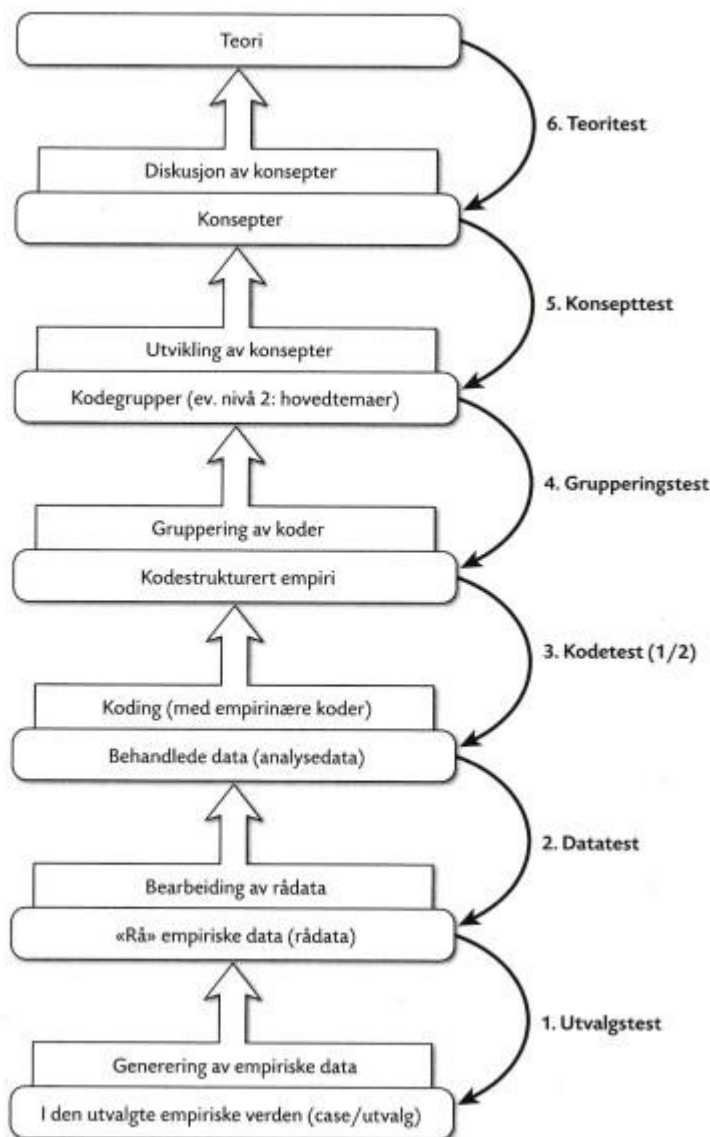 Teori
6. Teoritest
Diskusjon av konsepter
Konsepter
5. Konsepttest
Utvikling av konsepter
Kodegrupper (ev. nivå 2: hovedtemaer)
4. Grupperingstest
Gruppering av koder
Kodestrukturert empiri
3. Kodetest (1/2)
Koding (med empirinære koder)
Behandlede data (analysedata)
2. Datatest
Bearbeiding av rådata
«Rå» empiriske data (rådata)
1. Utvalgstest
Generering av empiriske data
I den utvalgte empiriske verden (case/utvalg)